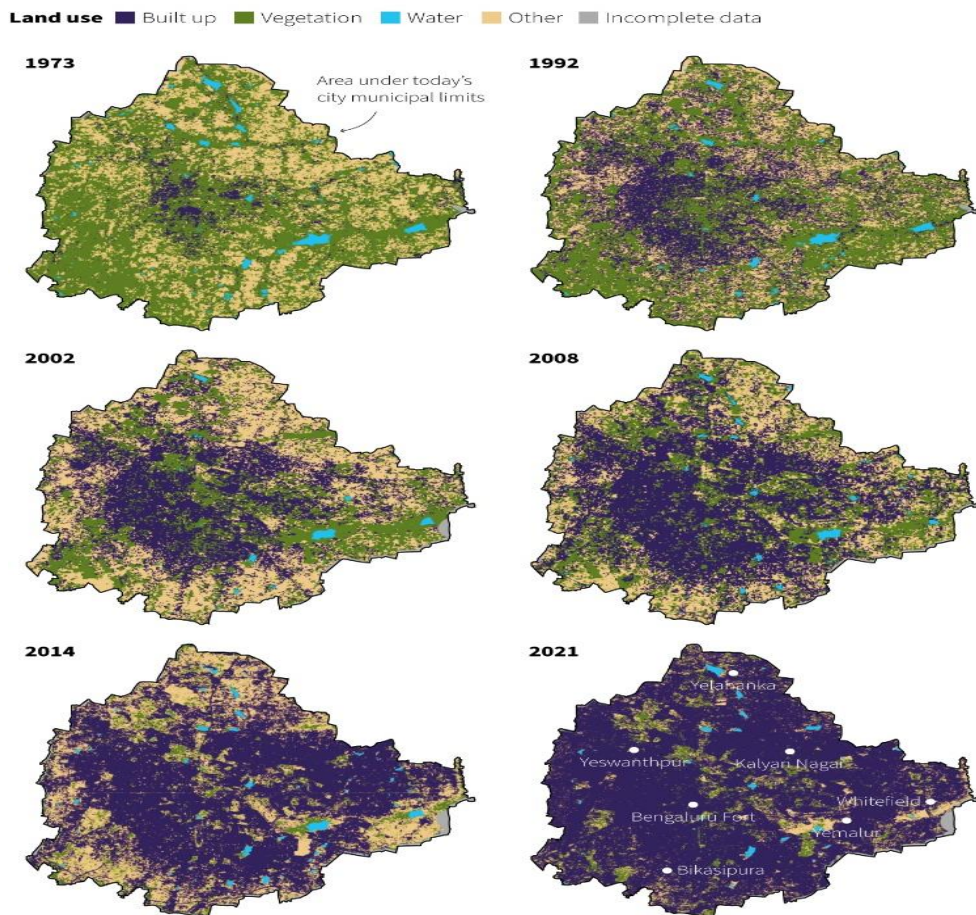 Land use Built up Vegetation Water Other Incomplete data
1973
Area under today's
city municipal limits
1992
2002
2008
2014
2021
Yelahanka
Yeswanthpur
Kalyari Nagar
Whitefield
Bengaluru Fort
Yemalur
Bikasipura